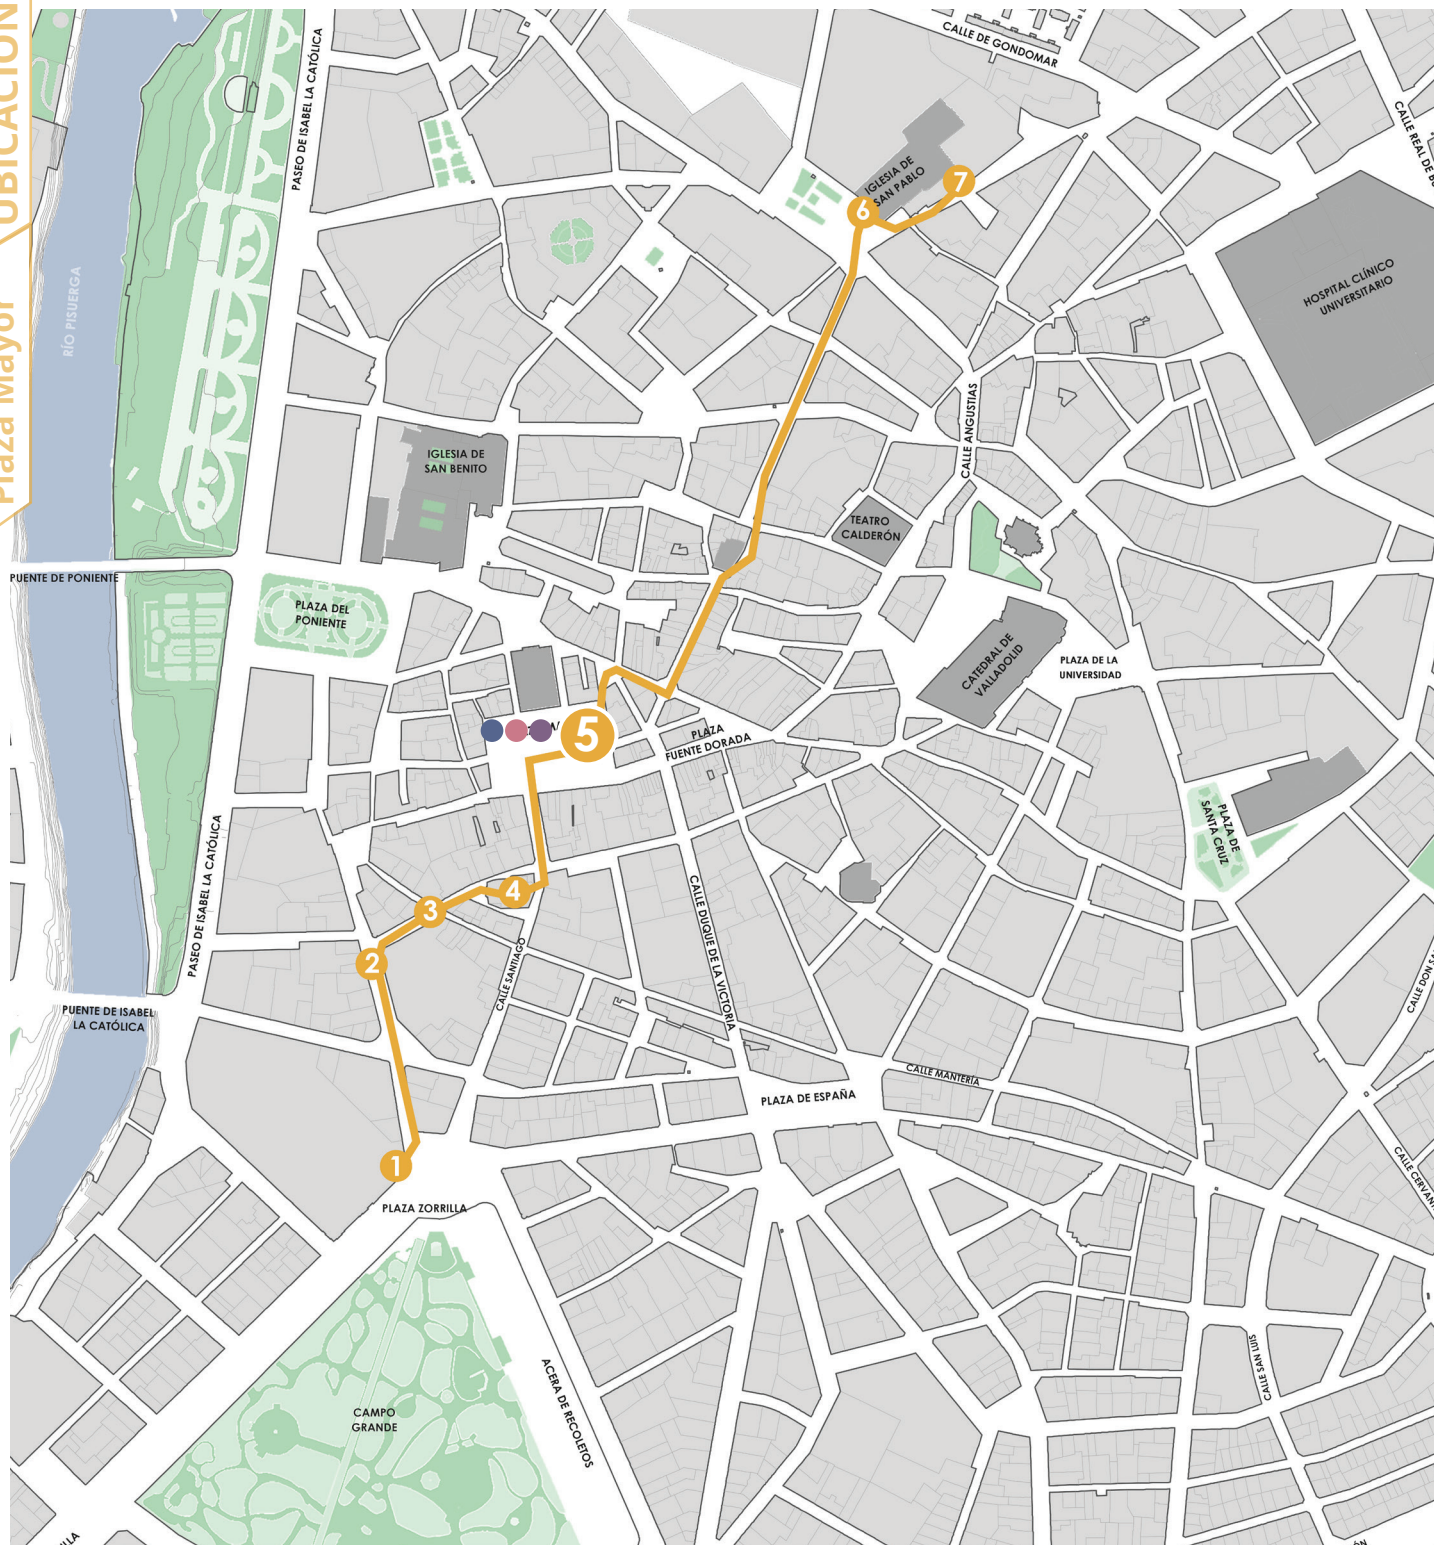 UBICACIÓN
Plaza Mayor
PASEO DE ISABEL LA CATÓLICA
CALLE DE GONDOMAR
CALLE REAL DE
IGLESIA DE
SAN PABLO
7
6
RÍO PISUERGA
HOSPITAL CLÍNICO
UNIVERSITARIO
CALLE ANGUSTIAS
IGLESIA DE
SAN BENITO
TEATRO
CALDERÓN
PUENTE DE PONIENTE
PLAZA DEL
PONIENTE
CATEDRAL DE
VALLADOLID
PLAZA DE LA
UNIVERSIDAD
5
PLAZA
FUENTE DORADA
PLAZA DE
SANTA CRUZ
PASEO DE ISABEL LA CATÓLICA
4
3
2
CALLE SANTIAGO
CALLE DUQUE DE LA VICTORIA
CALLE DON
PUENTE DE ISABEL
LA CATÓLICA
CALLE MANTERÍA
PLAZA DE ESPAÑA
1
PLAZA ZORRILLA
CALLE
CAMPO
GRANDE
ACERA DE RECOLETOS
CALLE SAN LUIS